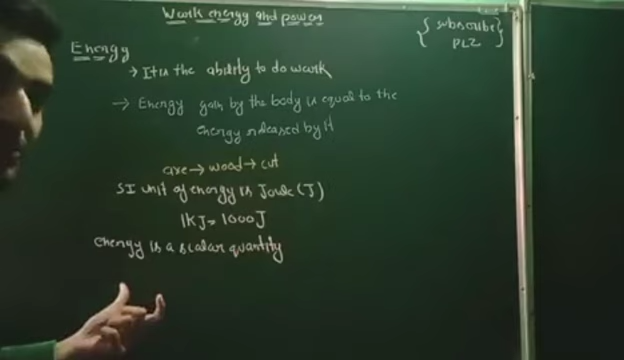 Work energy and power
{ subscribe }
PLZ
Energy
→ It is the ability to do work
→ Energy gain by the body is equal to the
energy released by it
axe → wood → cut
SI unit of energy is Joule (J)
1KJ = 1000J
energy is a scalar quantity